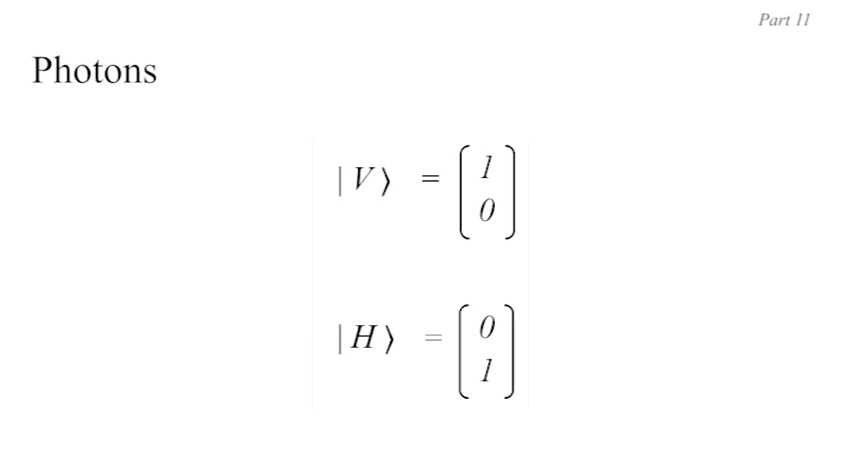 Part 11
Photons
| V ⟩ = [ 1
0 ]
| H ⟩ = [ 0
1 ]